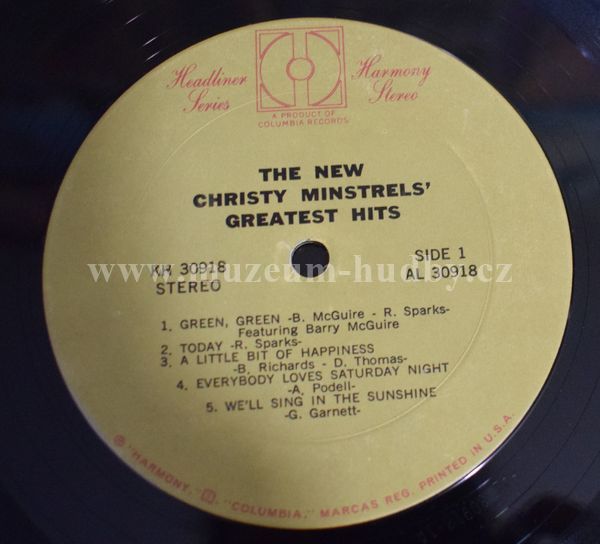 Headliner Harmony
Series Stereo
A PRODUCT OF
COLUMBIA RECORDS
THE NEW
CHRISTY MINSTRELS'
GREATEST HITS
KH 30918 SIDE 1
STEREO AL 30918
www.muzeum-hudby.cz
1. GREEN, GREEN -B. McGuire - R. Sparks-
Featuring Barry McGuire
2. TODAY -R. Sparks-
3. A LITTLE BIT OF HAPPINESS
-B. Richards - D. Thomas-
4. EVERYBODY LOVES SATURDAY NIGHT
-A. Podell-
5. WE'LL SING IN THE SUNSHINE
-G. Garnett-
℗ "HARMONY," "COLUMBIA," MARCAS REG. PRINTED IN U.S.A.